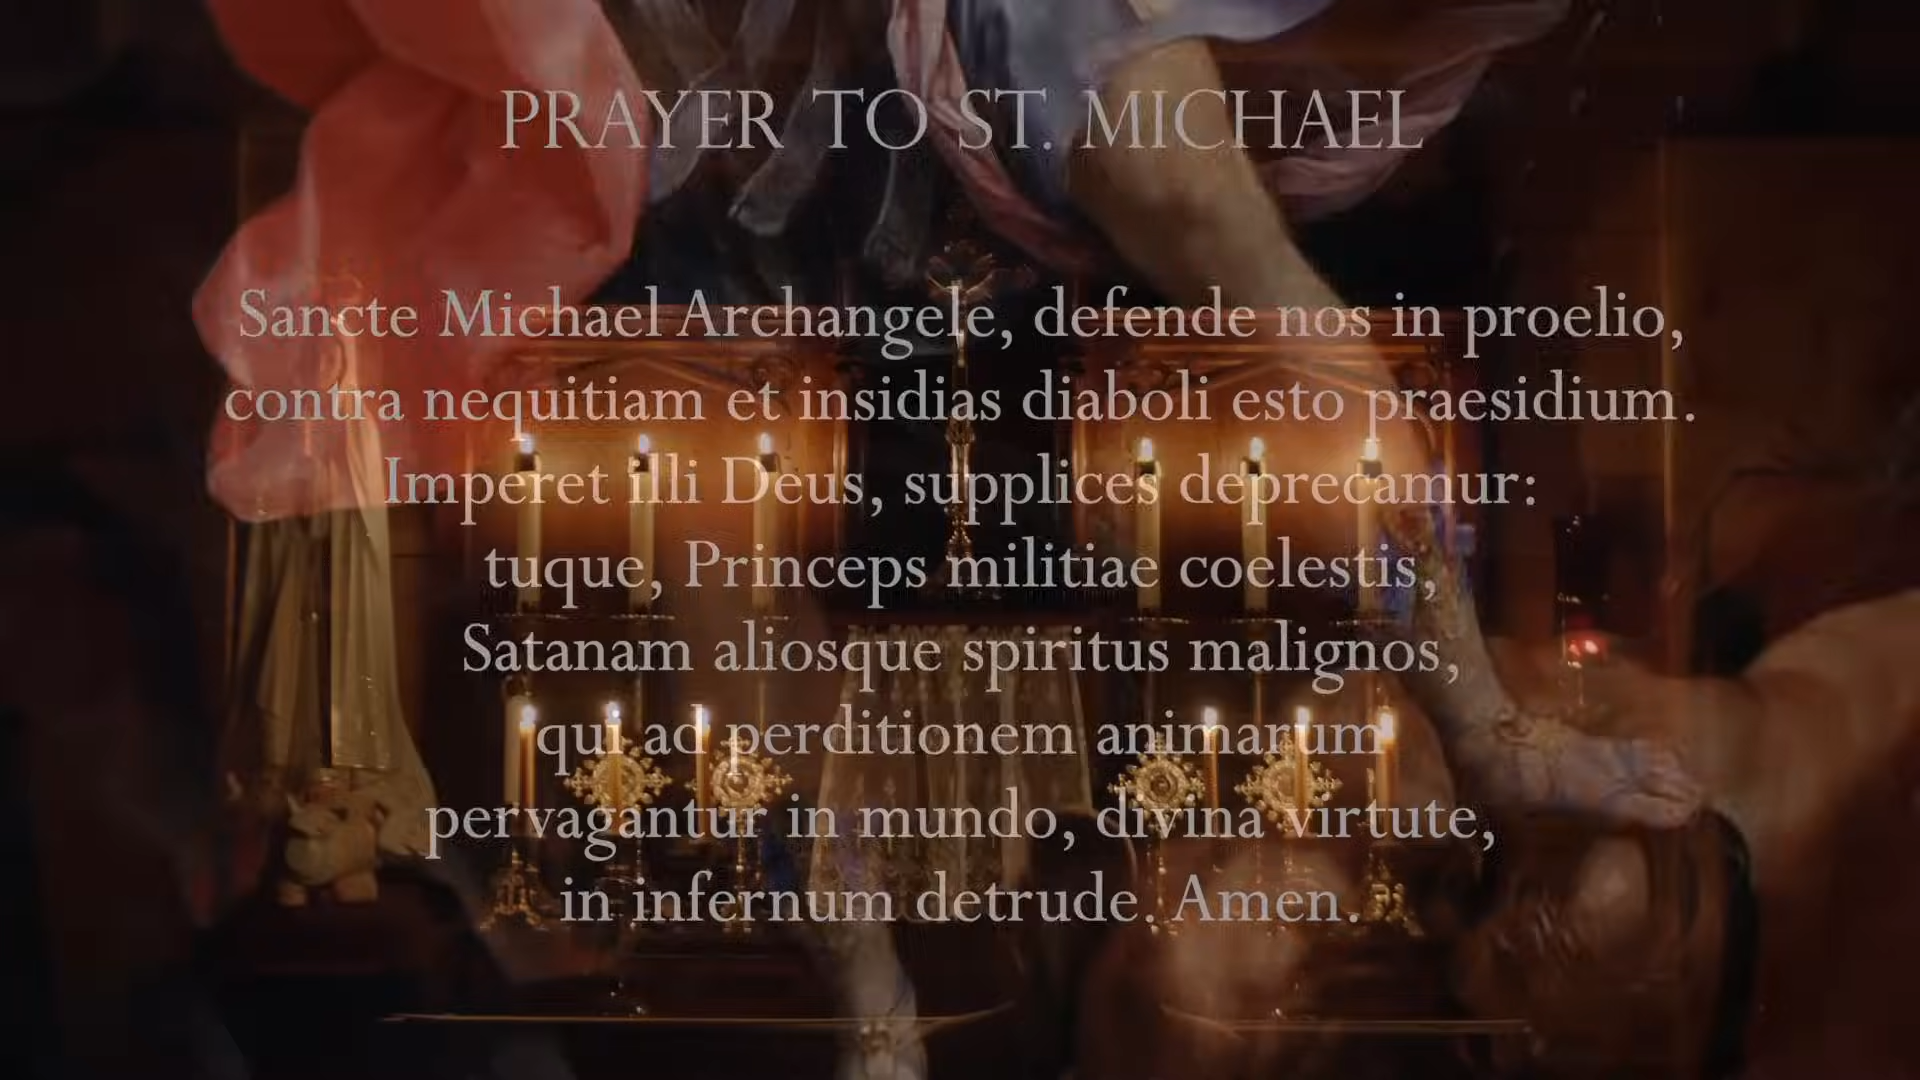 PRAYER TO ST. MICHAEL
Sancte Michael Archangele, defende nos in proelio,
contra nequitiam et insidias diaboli esto praesidium.
Imperet illi Deus, supplices deprecamur:
tuque, Princeps militiae coelestis,
Satanam aliosque spiritus malignos,
qui ad perditionem animarum
pervagantur in mundo, divina virtute,
in infernum detrude. Amen.